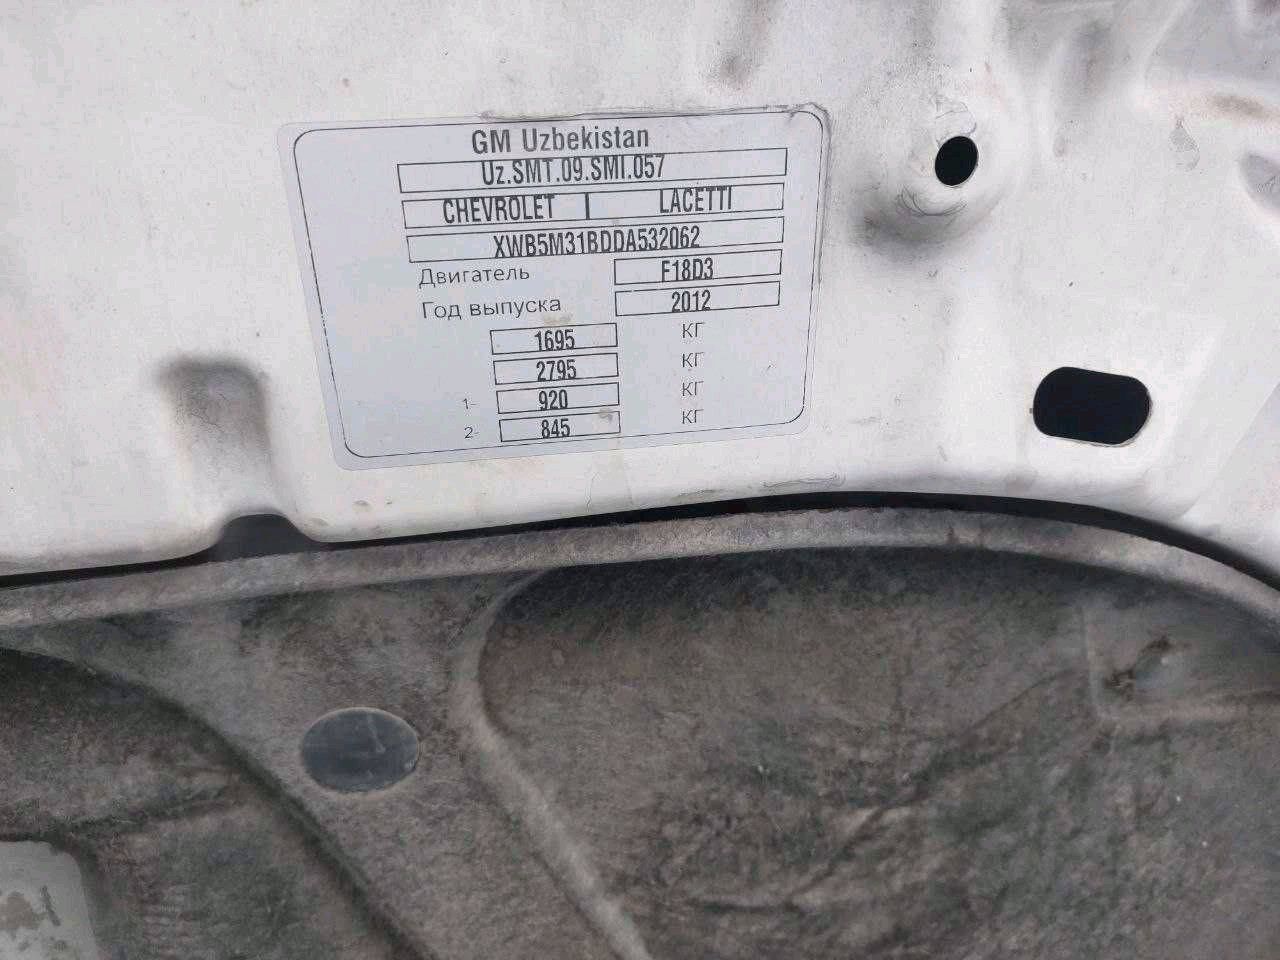 GM Uzbekistan
Uz.SMT.09.SMI.057
CHEVROLET | LACETTI
XWB5M31BDDA532062
Двигатель F18D3
Год выпуска 2012
1695 КГ
2795 КГ
1- 920 КГ
2- 845 КГ